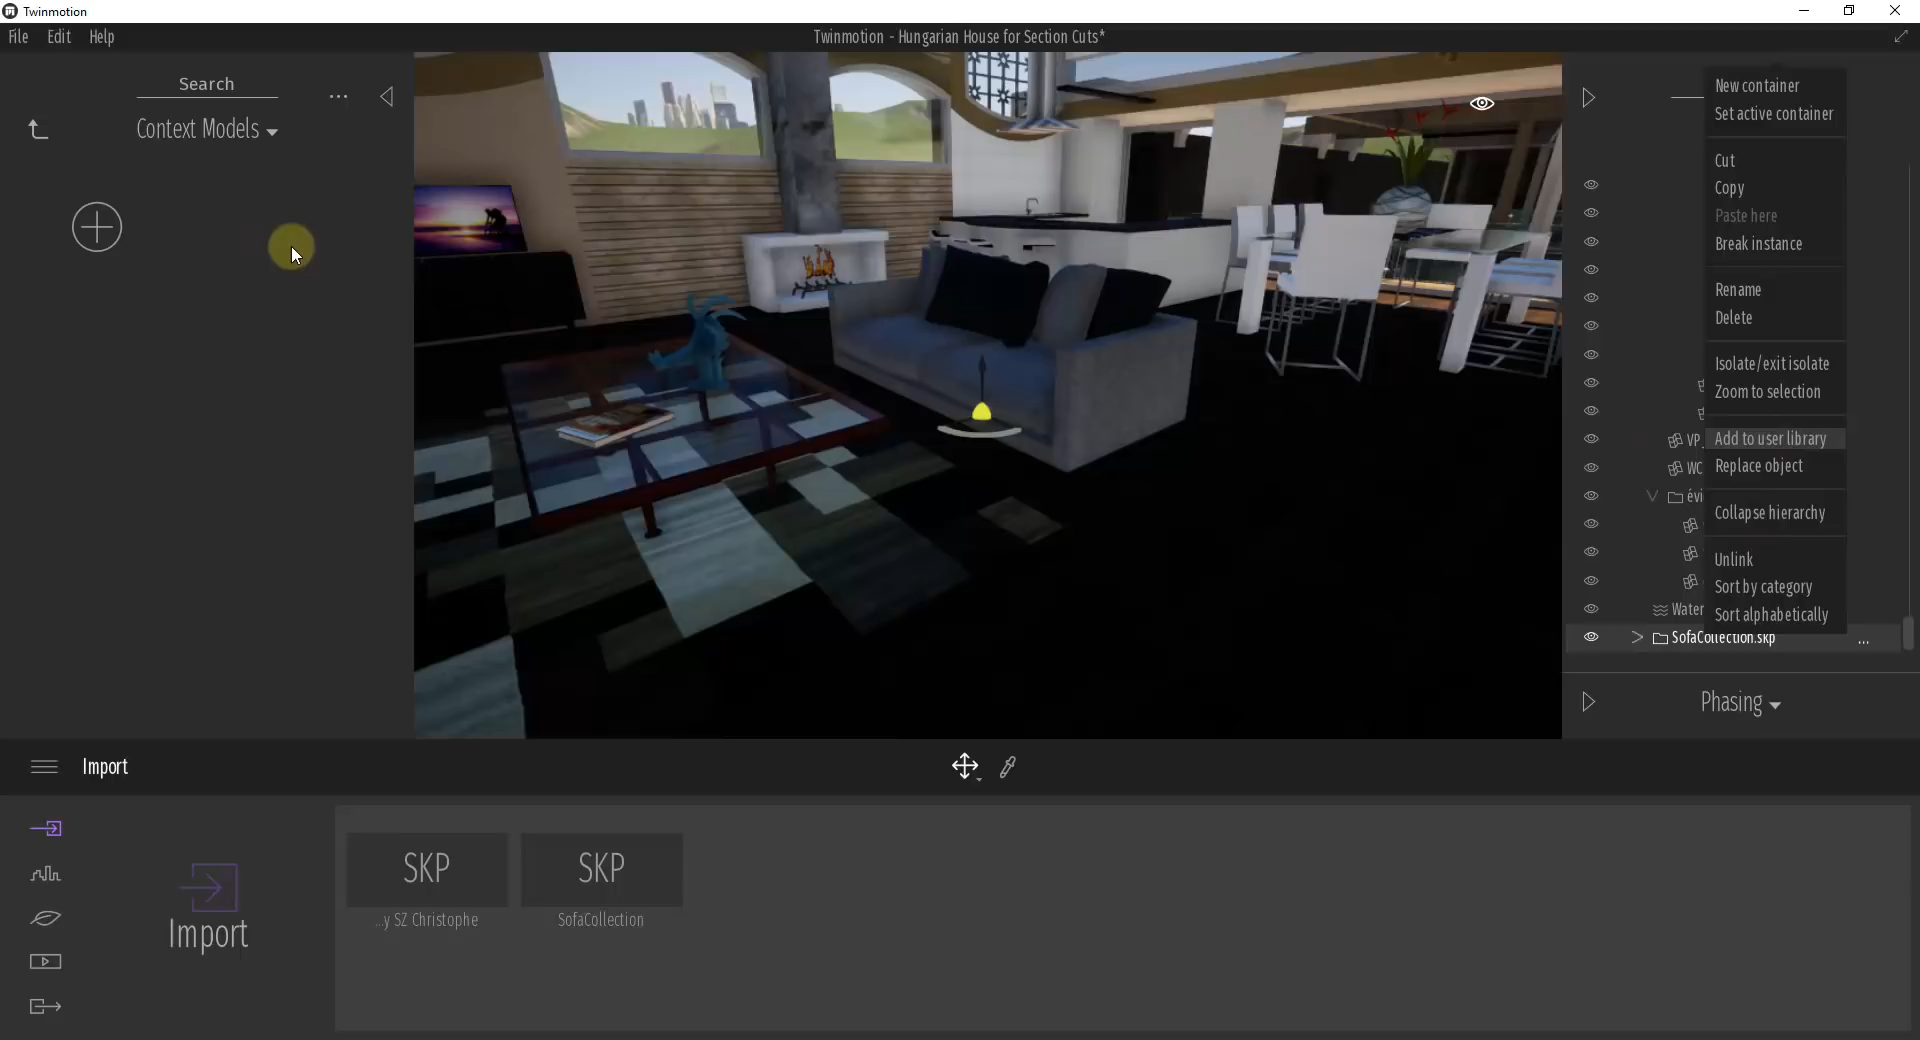 Twinmotion
File Edit Help
Twinmotion - Hungarian House for Section Cuts*
Search
...
Context Models
New container
Set active container
Cut
Copy
Paste here
Break instance
Rename
Delete
Isolate/exit isolate
Zoom to selection
Add to user library
Replace object
Collapse hierarchy
Unlink
Sort by category
Sort alphabetically
VP_
WC
évi
Water
SofaCollection.skp
...
Phasing
Import
Import
SKP
...y SZ Christophe
SKP
SofaCollection